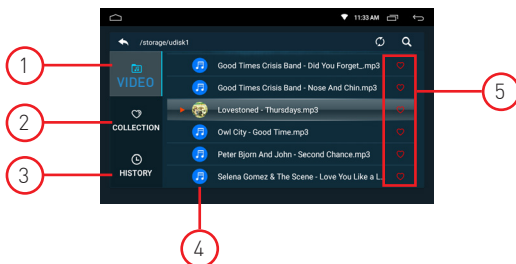 11:33 AM
/storage/udisk1
VIDEO
COLLECTION
HISTORY
Good Times Crisis Band - Did You Forget_.mp3
Good Times Crisis Band - Nose And Chin.mp3
Lovestoned - Thursdays.mp3
Owl City - Good Time.mp3
Peter Bjorn And John - Second Chance.mp3
Selena Gomez & The Scene - Love You Like a L..
1
2
3
4
5